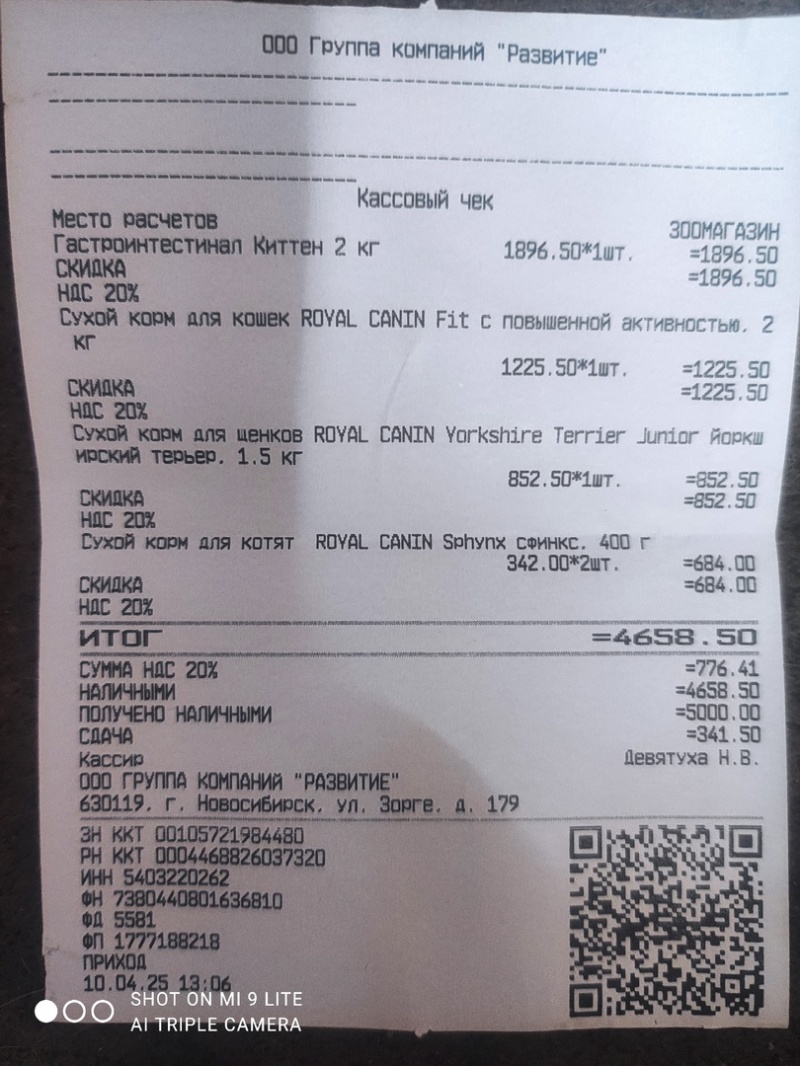 ООО Группа компаний "Развитие"
Кассовый чек
Место расчетов ЗООМАГАЗИН
Гастроинтестинал Киттен 2 кг 1896.50*1шт. =1896.50
СКИДКА =1896.50
НДС 20%
Сухой корм для кошек ROYAL CANIN Fit с повышенной активностью. 2
кг
1225.50*1шт. =1225.50
СКИДКА =1225.50
НДС 20%
Сухой корм для щенков ROYAL CANIN Yorkshire Terrier Junior йоркш
ирский терьер. 1.5 кг
852.50*1шт. =852.50
СКИДКА =852.50
НДС 20%
Сухой корм для котят ROYAL CANIN Sphynx сфинкс. 400 г
342.00*2шт. =684.00
СКИДКА =684.00
НДС 20%
ИТОГ =4658.50
СУММА НДС 20% =776.41
НАЛИЧНЫМИ =4658.50
ПОЛУЧЕНО НАЛИЧНЫМИ =5000.00
СДАЧА =341.50
Кассир Девятуха Н.В.
ООО ГРУППА КОМПАНИЙ "РАЗВИТИЕ"
630119. г. Новосибирск. ул. Зорге. д. 179
ЗН ККТ 00105721984480
РН ККТ 0004468826037320
ИНН 5403220262
ФН 7380440801636810
ФД 5581
ФП 1777188218
ПРИХОД
10.04.25 13:06
SHOT ON MI 9 LITE
AI TRIPLE CAMERA